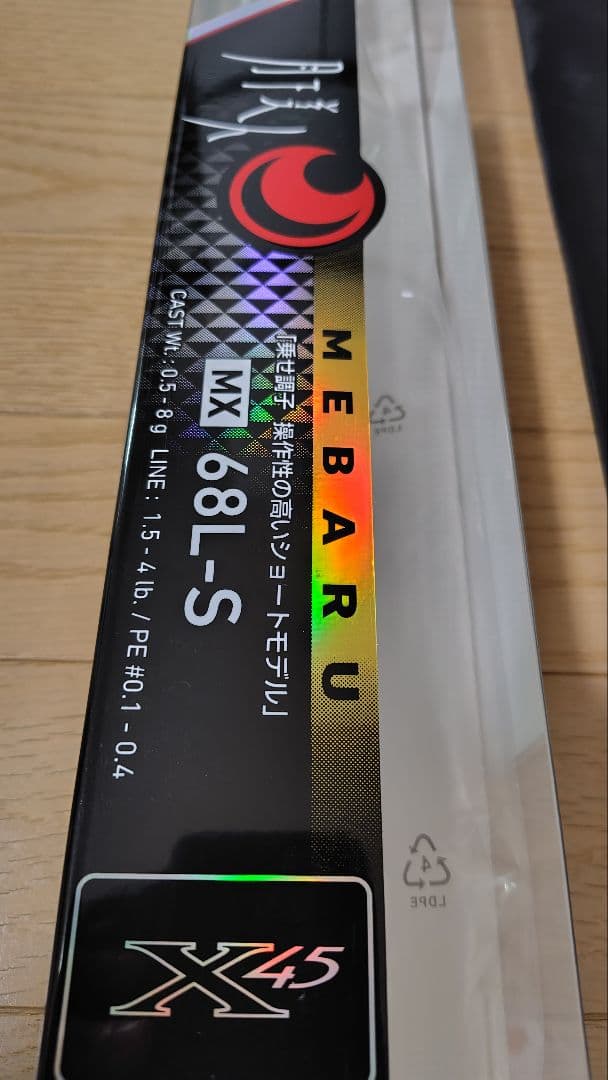 月下美人
MEBARU
「乗せ調子 操作性の高いショートモデル」
MX 68L-S
CAST Wt.: 0.5 - 8 g LINE : 1.5 - 4 lb. / PE #0.1 - 0.4
X45
4
LDPE
4
LDPE